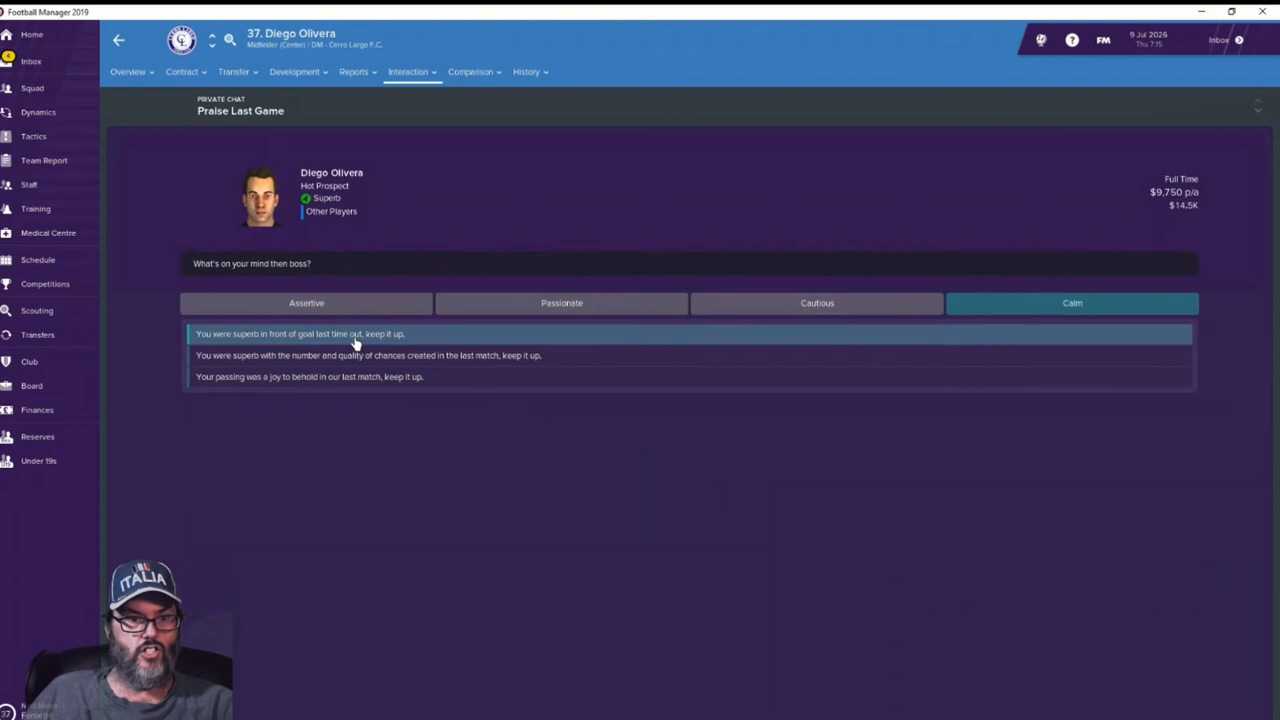 Football Manager 2019
Home
Inbox
Squad
Dynamics
Tactics
Team Report
Staff
Training
Medical Centre
Schedule
Competitions
Scouting
Transfers
Club
Board
Finances
Reserves
Under 19s
37. Diego Olivera
Midfielder (Center) / DM - Cerro Largo F.C.
FM
9 Jul 2026
Thu 7:15
Inbox
Overview
Contract
Transfer
Development
Reports
Interaction
Comparison
History
PRIVATE CHAT
Praise Last Game
Diego Olivera
Hot Prospect
Superb
Other Players
Full Time
$9,750 p/a
$14.5K
What's on your mind then boss?
Assertive
Passionate
Cautious
Calm
You were superb in front of goal last time out, keep it up.
You were superb with the number and quality of chances created in the last match, keep it up.
Your passing was a joy to behold in our last match, keep it up.
ITALIA
37